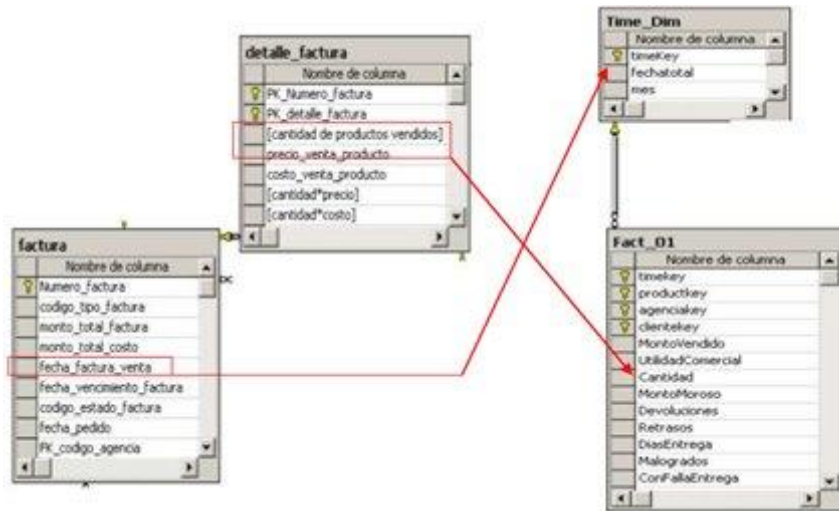 detalle_factura
Nombre de columna
PK_Numero_factura
PK_detalle_factura
[cantidad de productos vendidos]
precio_venta_producto
costo_venta_producto
[cantidad*precio]
[cantidad*costo]
Time_Dim
Nombre de columna
timeKey
fechatotal
mes
factura
Nombre de columna
Numero_factura
codigo_tipo_factura
monto_total_factura
monto_total_costo
fecha_factura_venta
fecha_vencimiento_factura
codigo_estado_factura
fecha_pedido
FK_codigo_agencia
Fact_01
Nombre de columna
timekey
productkey
agenciakey
clientekey
MontoVendido
UtilidadComercial
Cantidad
MontoMoroso
Devoluciones
Retrasos
DiasEntrega
Malogrados
ConFallaEntrega